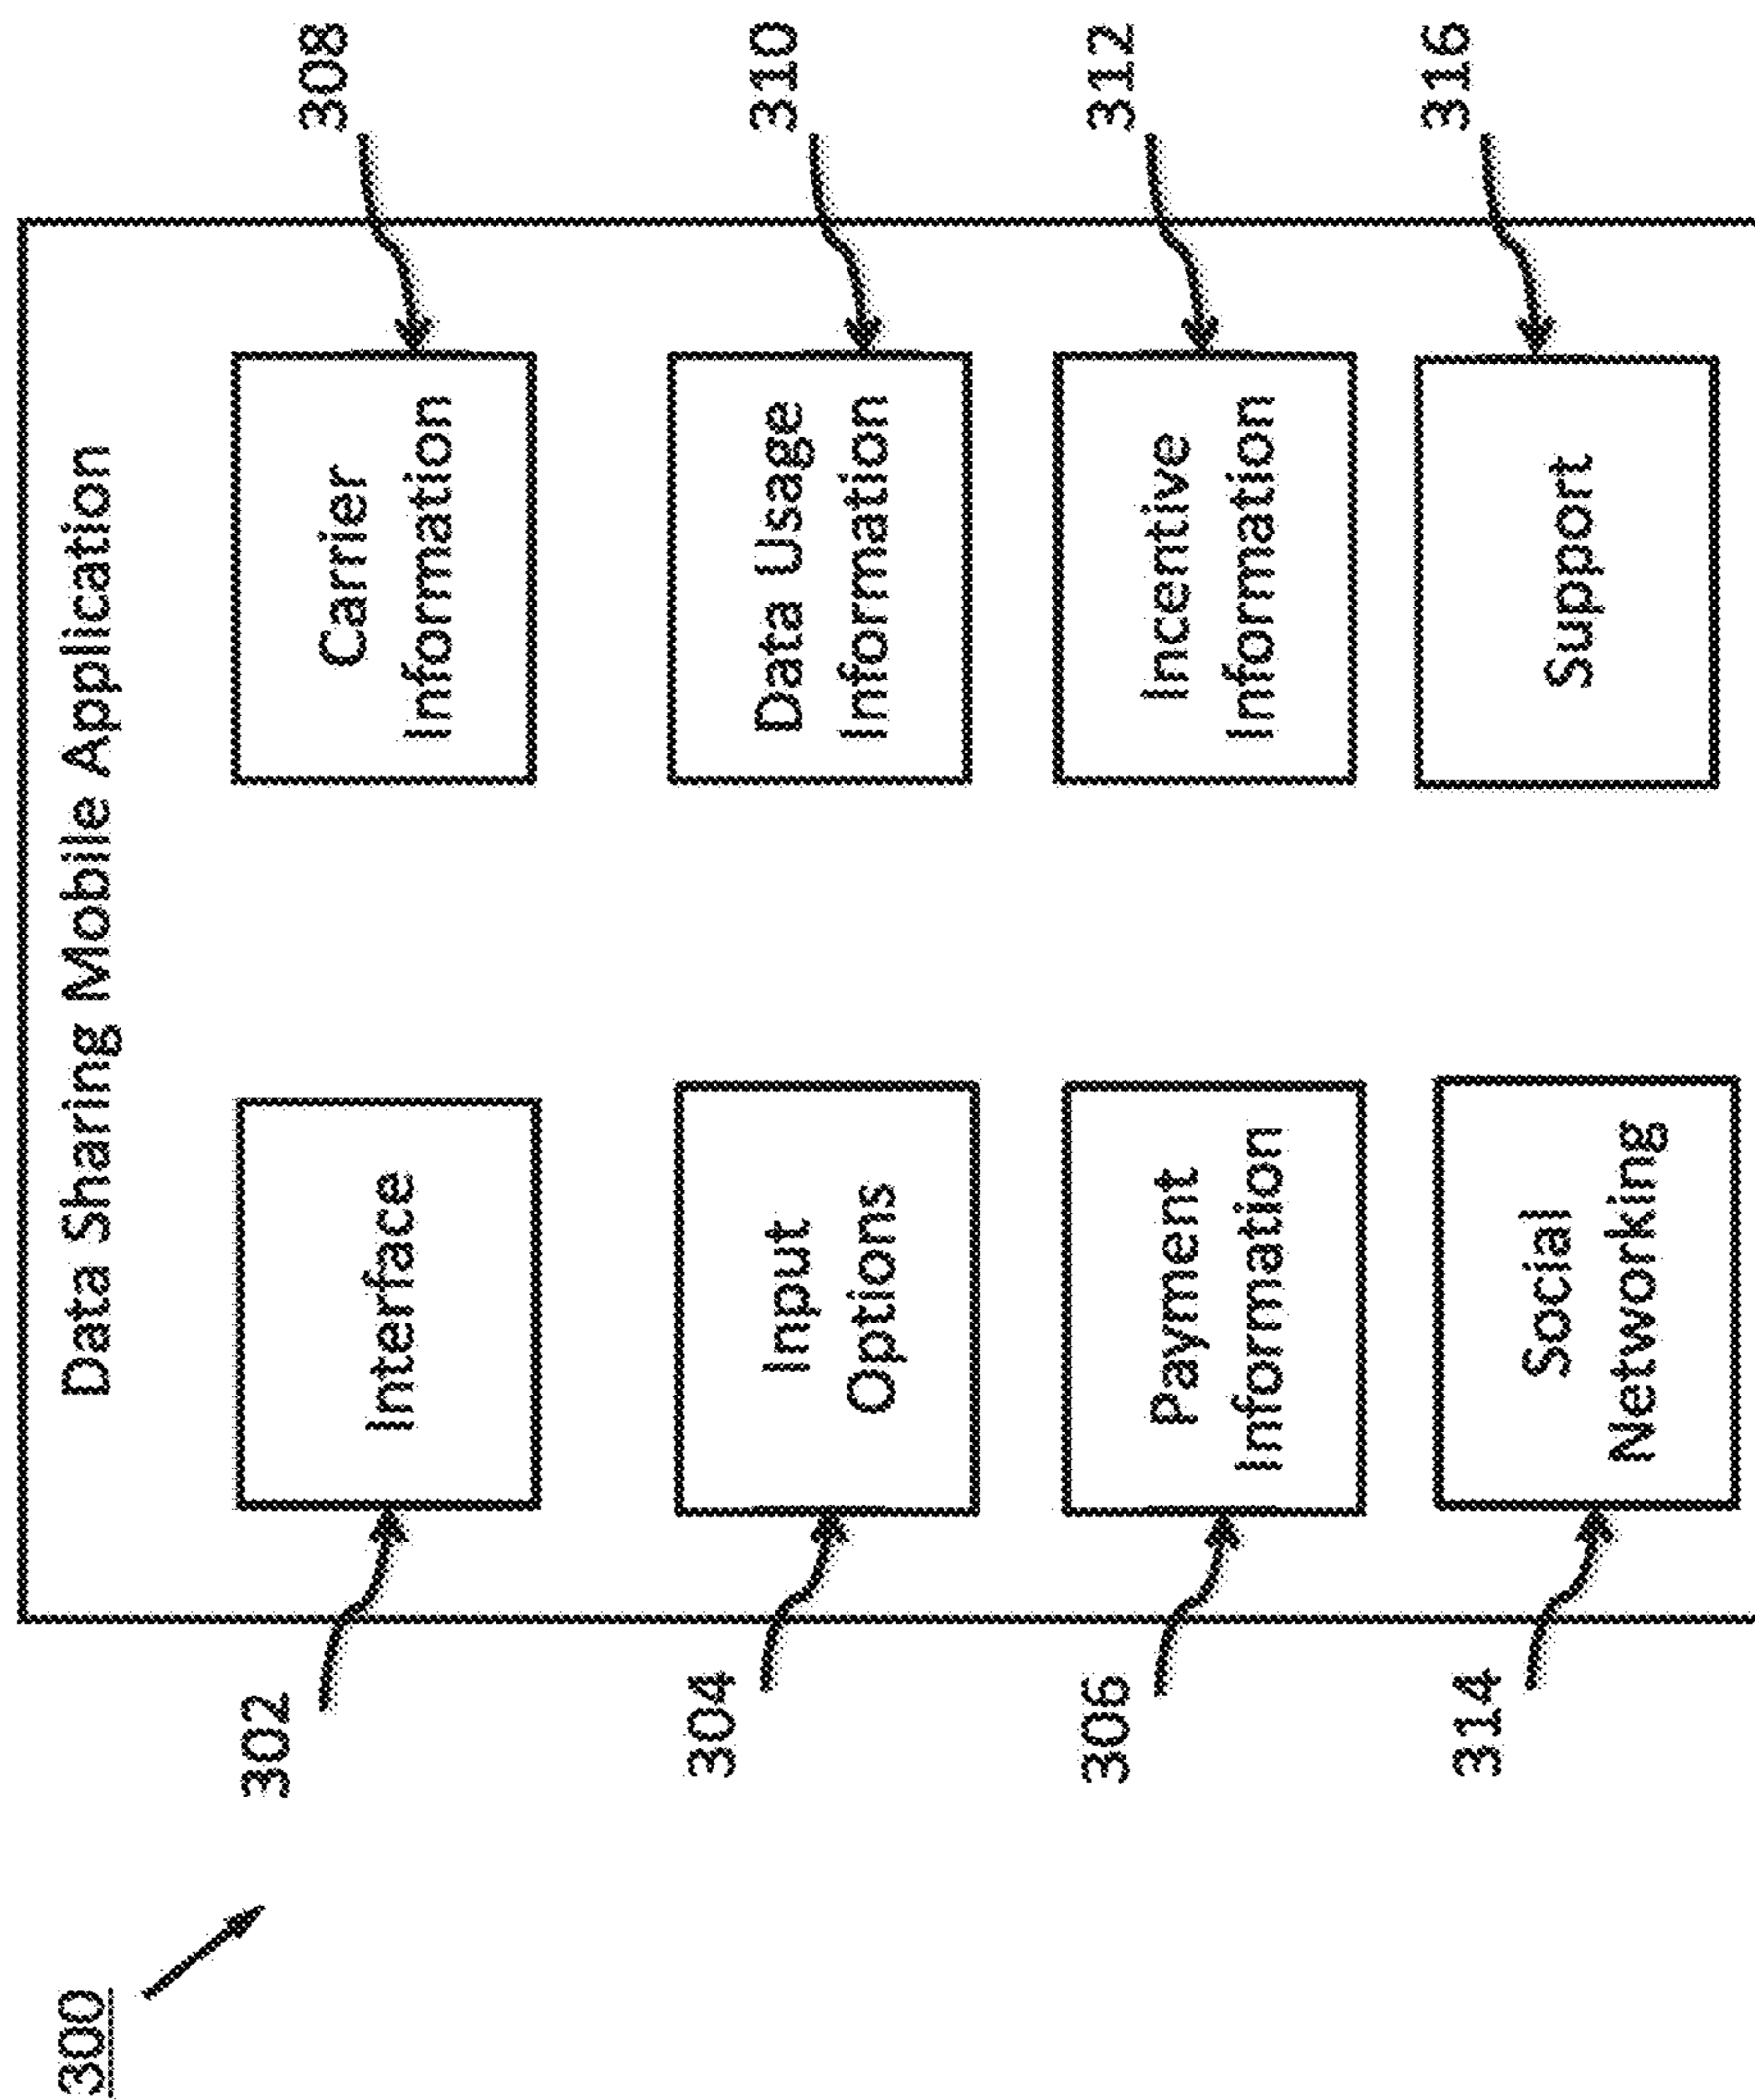 300
Data Sharing Mobile Application
302
Interface
Carrier
Information
308
304
Input
Options
Data Usage
Information
310
306
Payment
Information
Incentive
Information
312
314
Social
Networking
Support
316